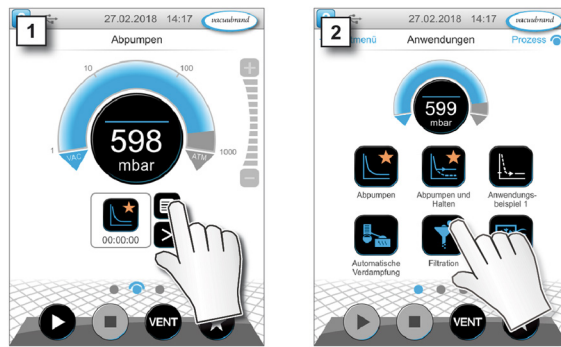 1
27.02.2018 14:17
vacuubrand
Abpumpen
10
100
1
1000
VAC
ATM
598
mbar
00:00:00
VENT
2
27.02.2018 14:17
vacuubrand
menü
Anwendungen
Prozess
599
mbar
Abpumpen
Abpumpen und
Halten
Anwendungs-
beispiel 1
Automatische
Verdampfung
Filtration
VENT